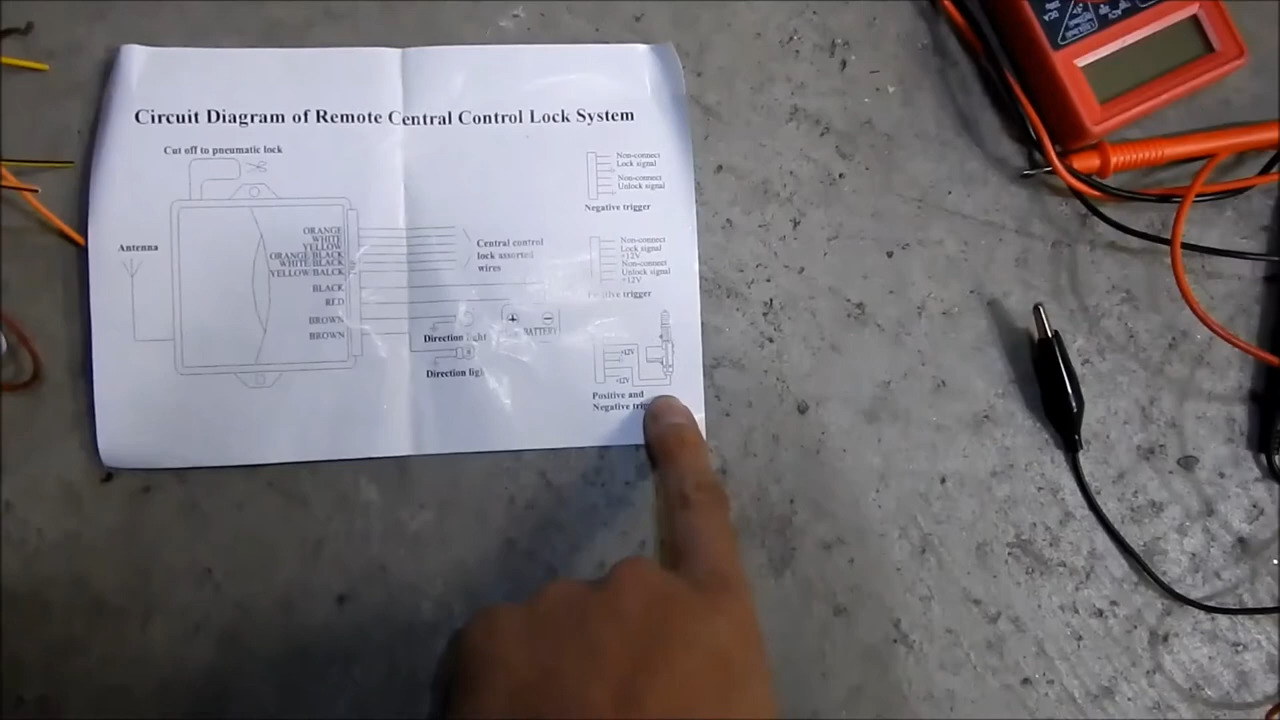 Circuit Diagram of Remote Central Control Lock System
Cut off to pneumatic lock
Antenna
ORANGE
WHITE
YELLOW
ORANGE/BLACK
WHITE/BLACK
YELLOW/BALCK
BLACK
RED
BROWN
BROWN
Central control
lock assorted
wires
Direction light
BATTERY
Direction
Non-connect
Lock signal
Non-connect
Unlock signal
Negative trigger
Non-connect
Lock signal
+12V
Non-connect
Unlock signal
+12V
Positive trigger
+12V
+12V
Positive and
Negative
DCA